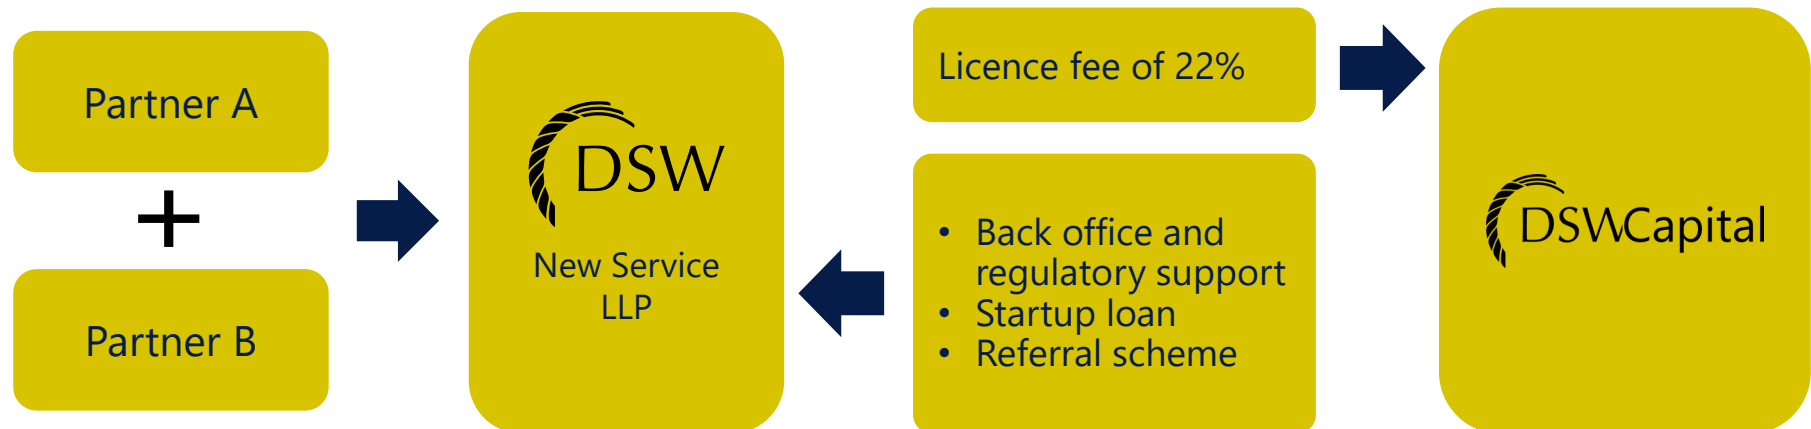 Partner A
+
Partner B
DSW
New Service
LLP
Licence fee of 22%
• Back office and
regulatory support
• Startup loan
• Referral scheme
DSWCapital